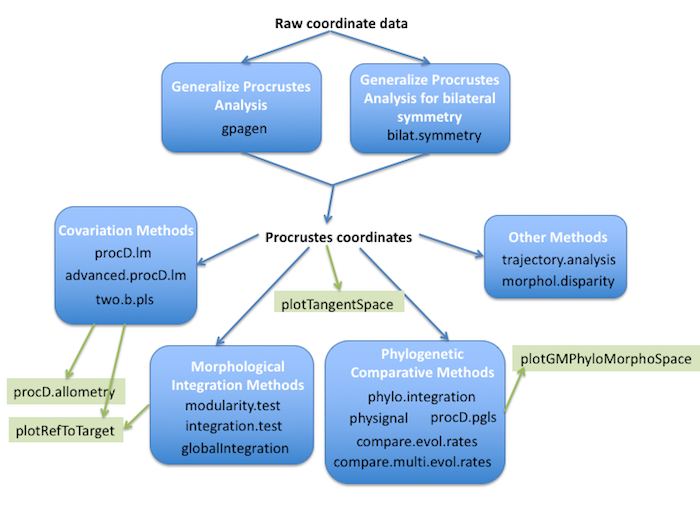 Raw coordinate data
Generalize Procrustes
Analysis
gpagen
Generalize Procrustes
Analysis for bilateral
symmetry
bilat.symmetry
Covariation Methods
procD.lm
advanced.procD.lm
two.b.pls
Procrustes coordinates
Other Methods
trajectory.analysis
morphol.disparity
plotTangentSpace
procD.allometry
plotRefToTarget
Morphological
Integration Methods
modularity.test
integration.test
globalIntegration
Phylogenetic
Comparative Methods
phylo.integration
physignal procD.pgls
compare.evol.rates
compare.multi.evol.rates
plotGMPhyloMorphoSpace